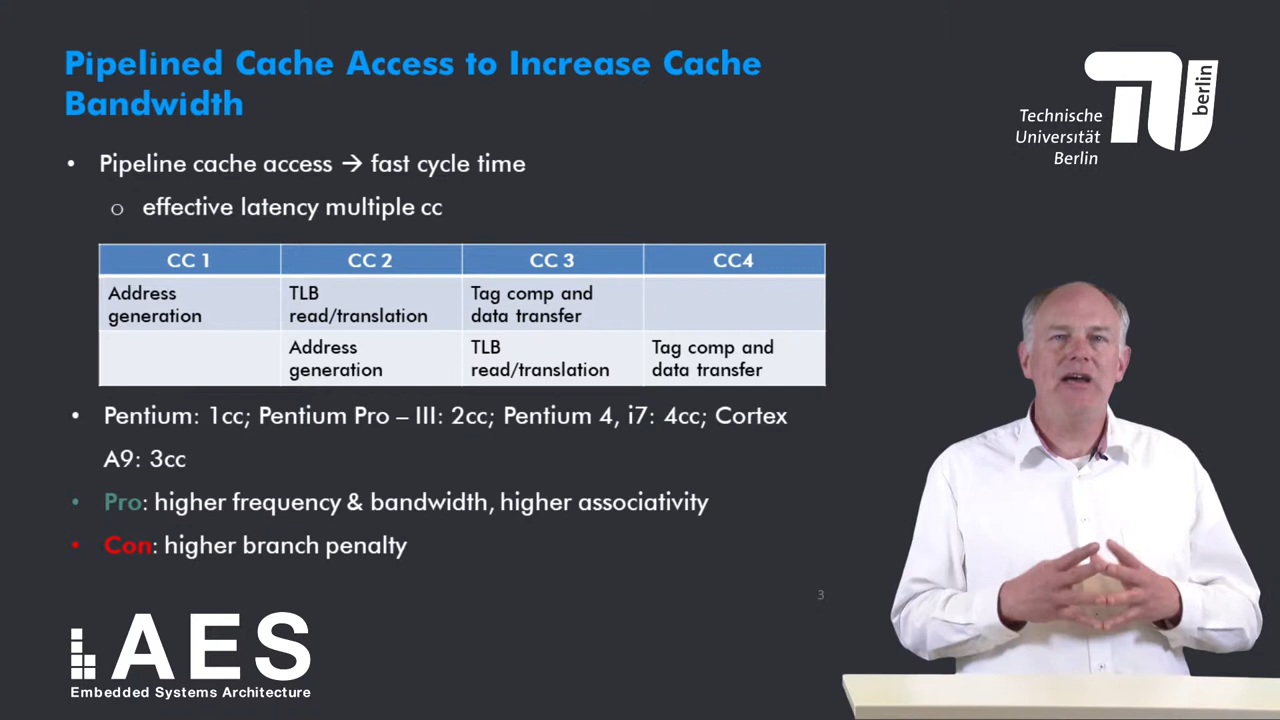 Pipelined Cache Access to Increase Cache
Bandwidth
Technische
Universität
Berlin
berlin
• Pipeline cache access → fast cycle time
o effective latency multiple cc
CC 1 CC 2 CC 3 CC4
Address TLB Tag comp and
generation read/translation data transfer
Address TLB Tag comp and
generation read/translation data transfer
• Pentium: 1cc; Pentium Pro – III: 2cc; Pentium 4, i7: 4cc; Cortex
A9: 3cc
• Pro: higher frequency & bandwidth, higher associativity
• Con: higher branch penalty
3
AES
Embedded Systems Architecture